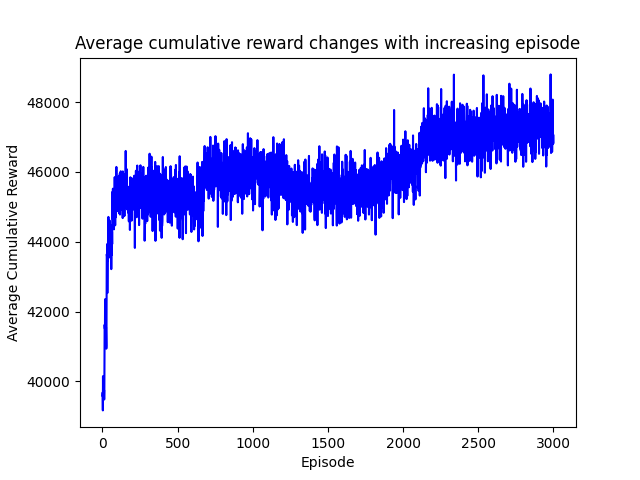 Average cumulative reward changes with increasing episode
48000
46000
44000
42000
40000
Average Cumulative Reward
0 500 1000 1500 2000 2500 3000
Episode